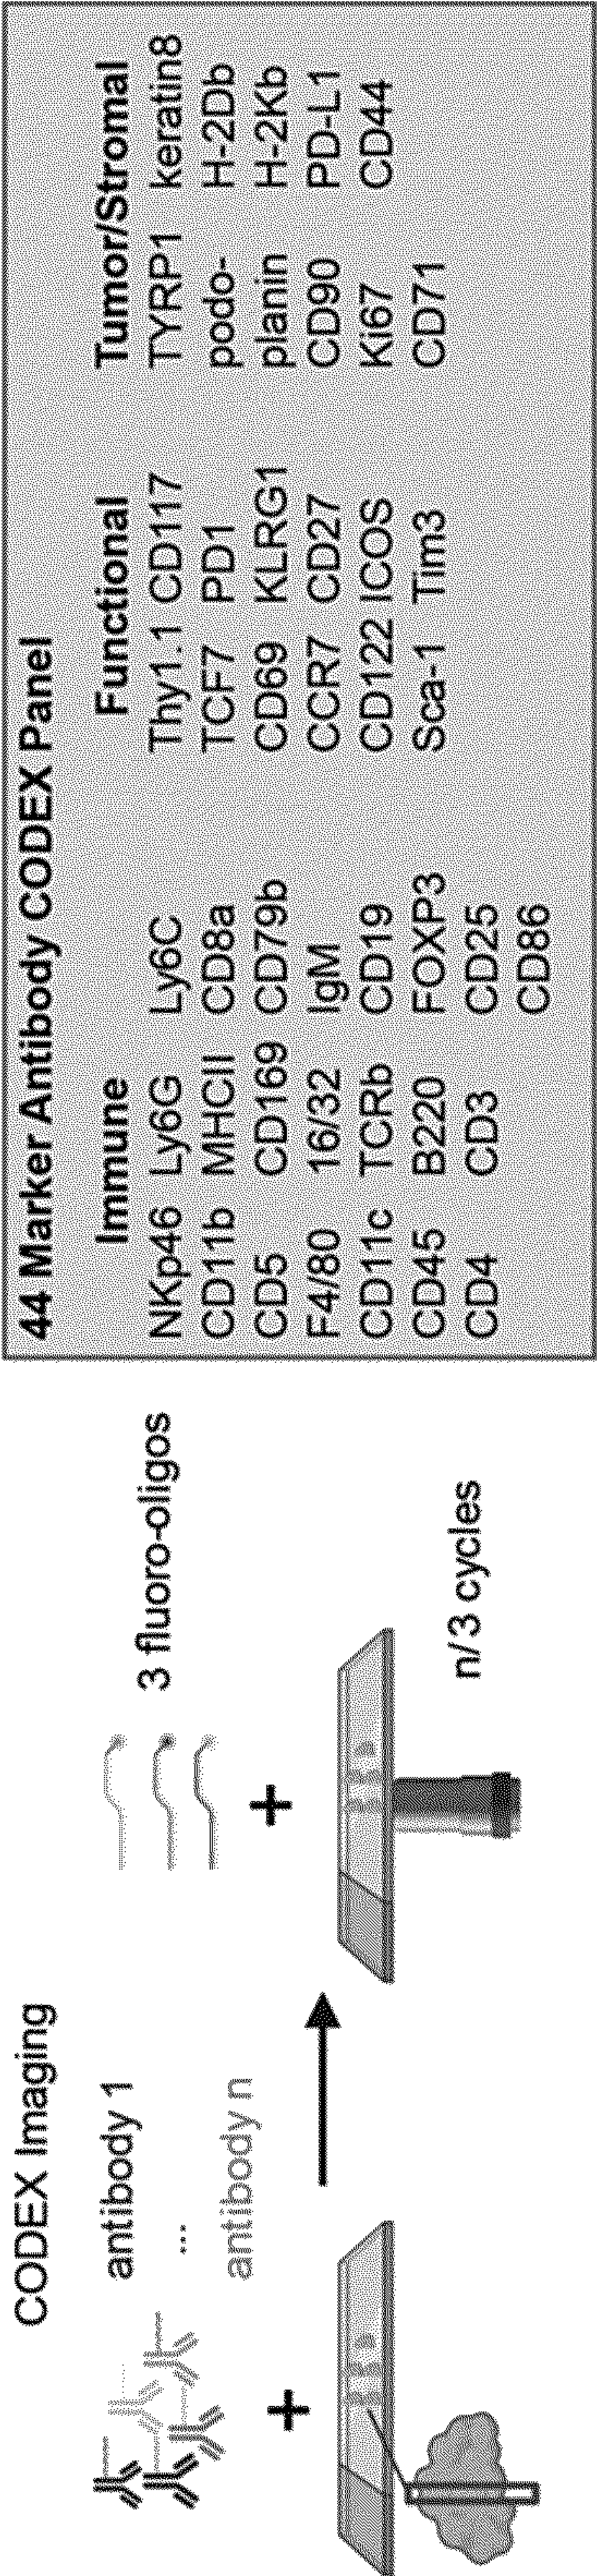 CODEX Imaging
antibody 1
...
antibody n
+
3 fluoro-oligos
+
n/3 cycles
44 Marker Antibody CODEX Panel
Immune Functional Tumor/Stromal
NKp46 Ly6G Ly6C Thy1.1 CD117 TYRP1 keratin8
CD11b MHCII CD8a TCF7 PD1 podo- H-2Db
CD5 CD169 CD79b CD69 KLRG1 planin H-2Kb
F4/80 16/32 IgM CCR7 CD27 CD90 PD-L1
CD11c TCRb CD19 CD122 ICOS Ki67 CD44
CD45 B220 FOXP3 Sca-1 Tim3 CD71
CD4 CD3 CD25
CD86